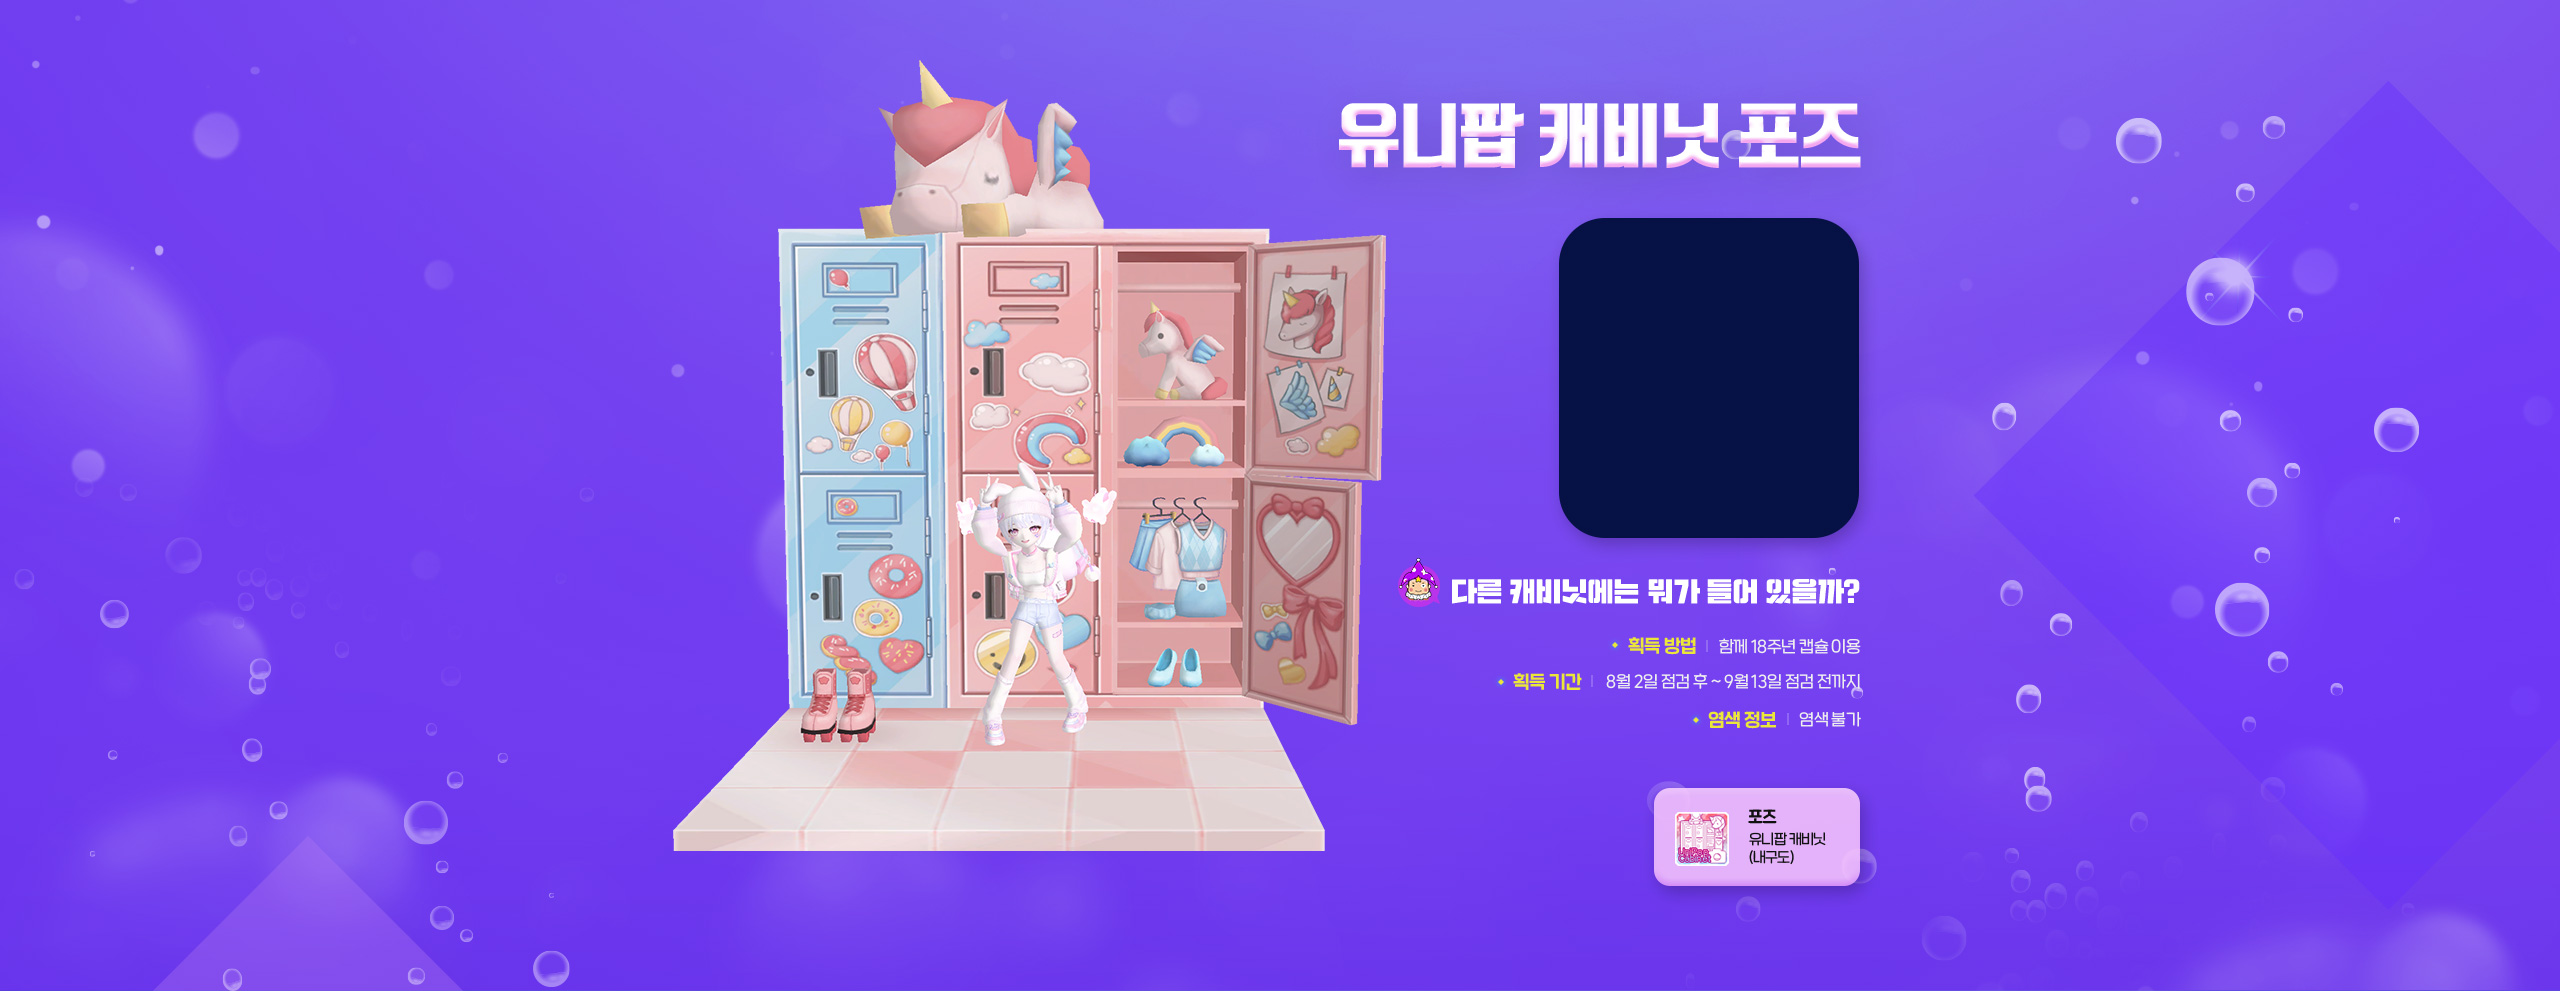 유니팝 캐비닛 포즈
다른 캐비닛에는 뭐가 들어 있을까?
획득 방법 | 함께 18주년 캡슐 이용
획득 기간 | 8월 2일 점검 후 ~ 9월 13일 점검 전까지
염색 정보 | 염색 불가
포즈
유니팝 캐비닛
(내구도)